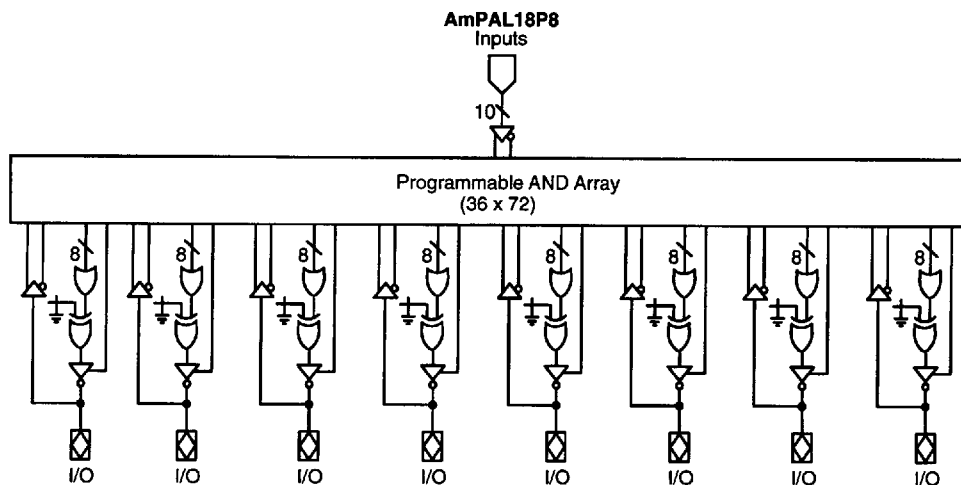 AmPAL18P8
Inputs
10
Programmable AND Array
(36 x 72)
8 8 8 8 8 8 8 8
I/O I/O I/O I/O I/O I/O I/O I/O